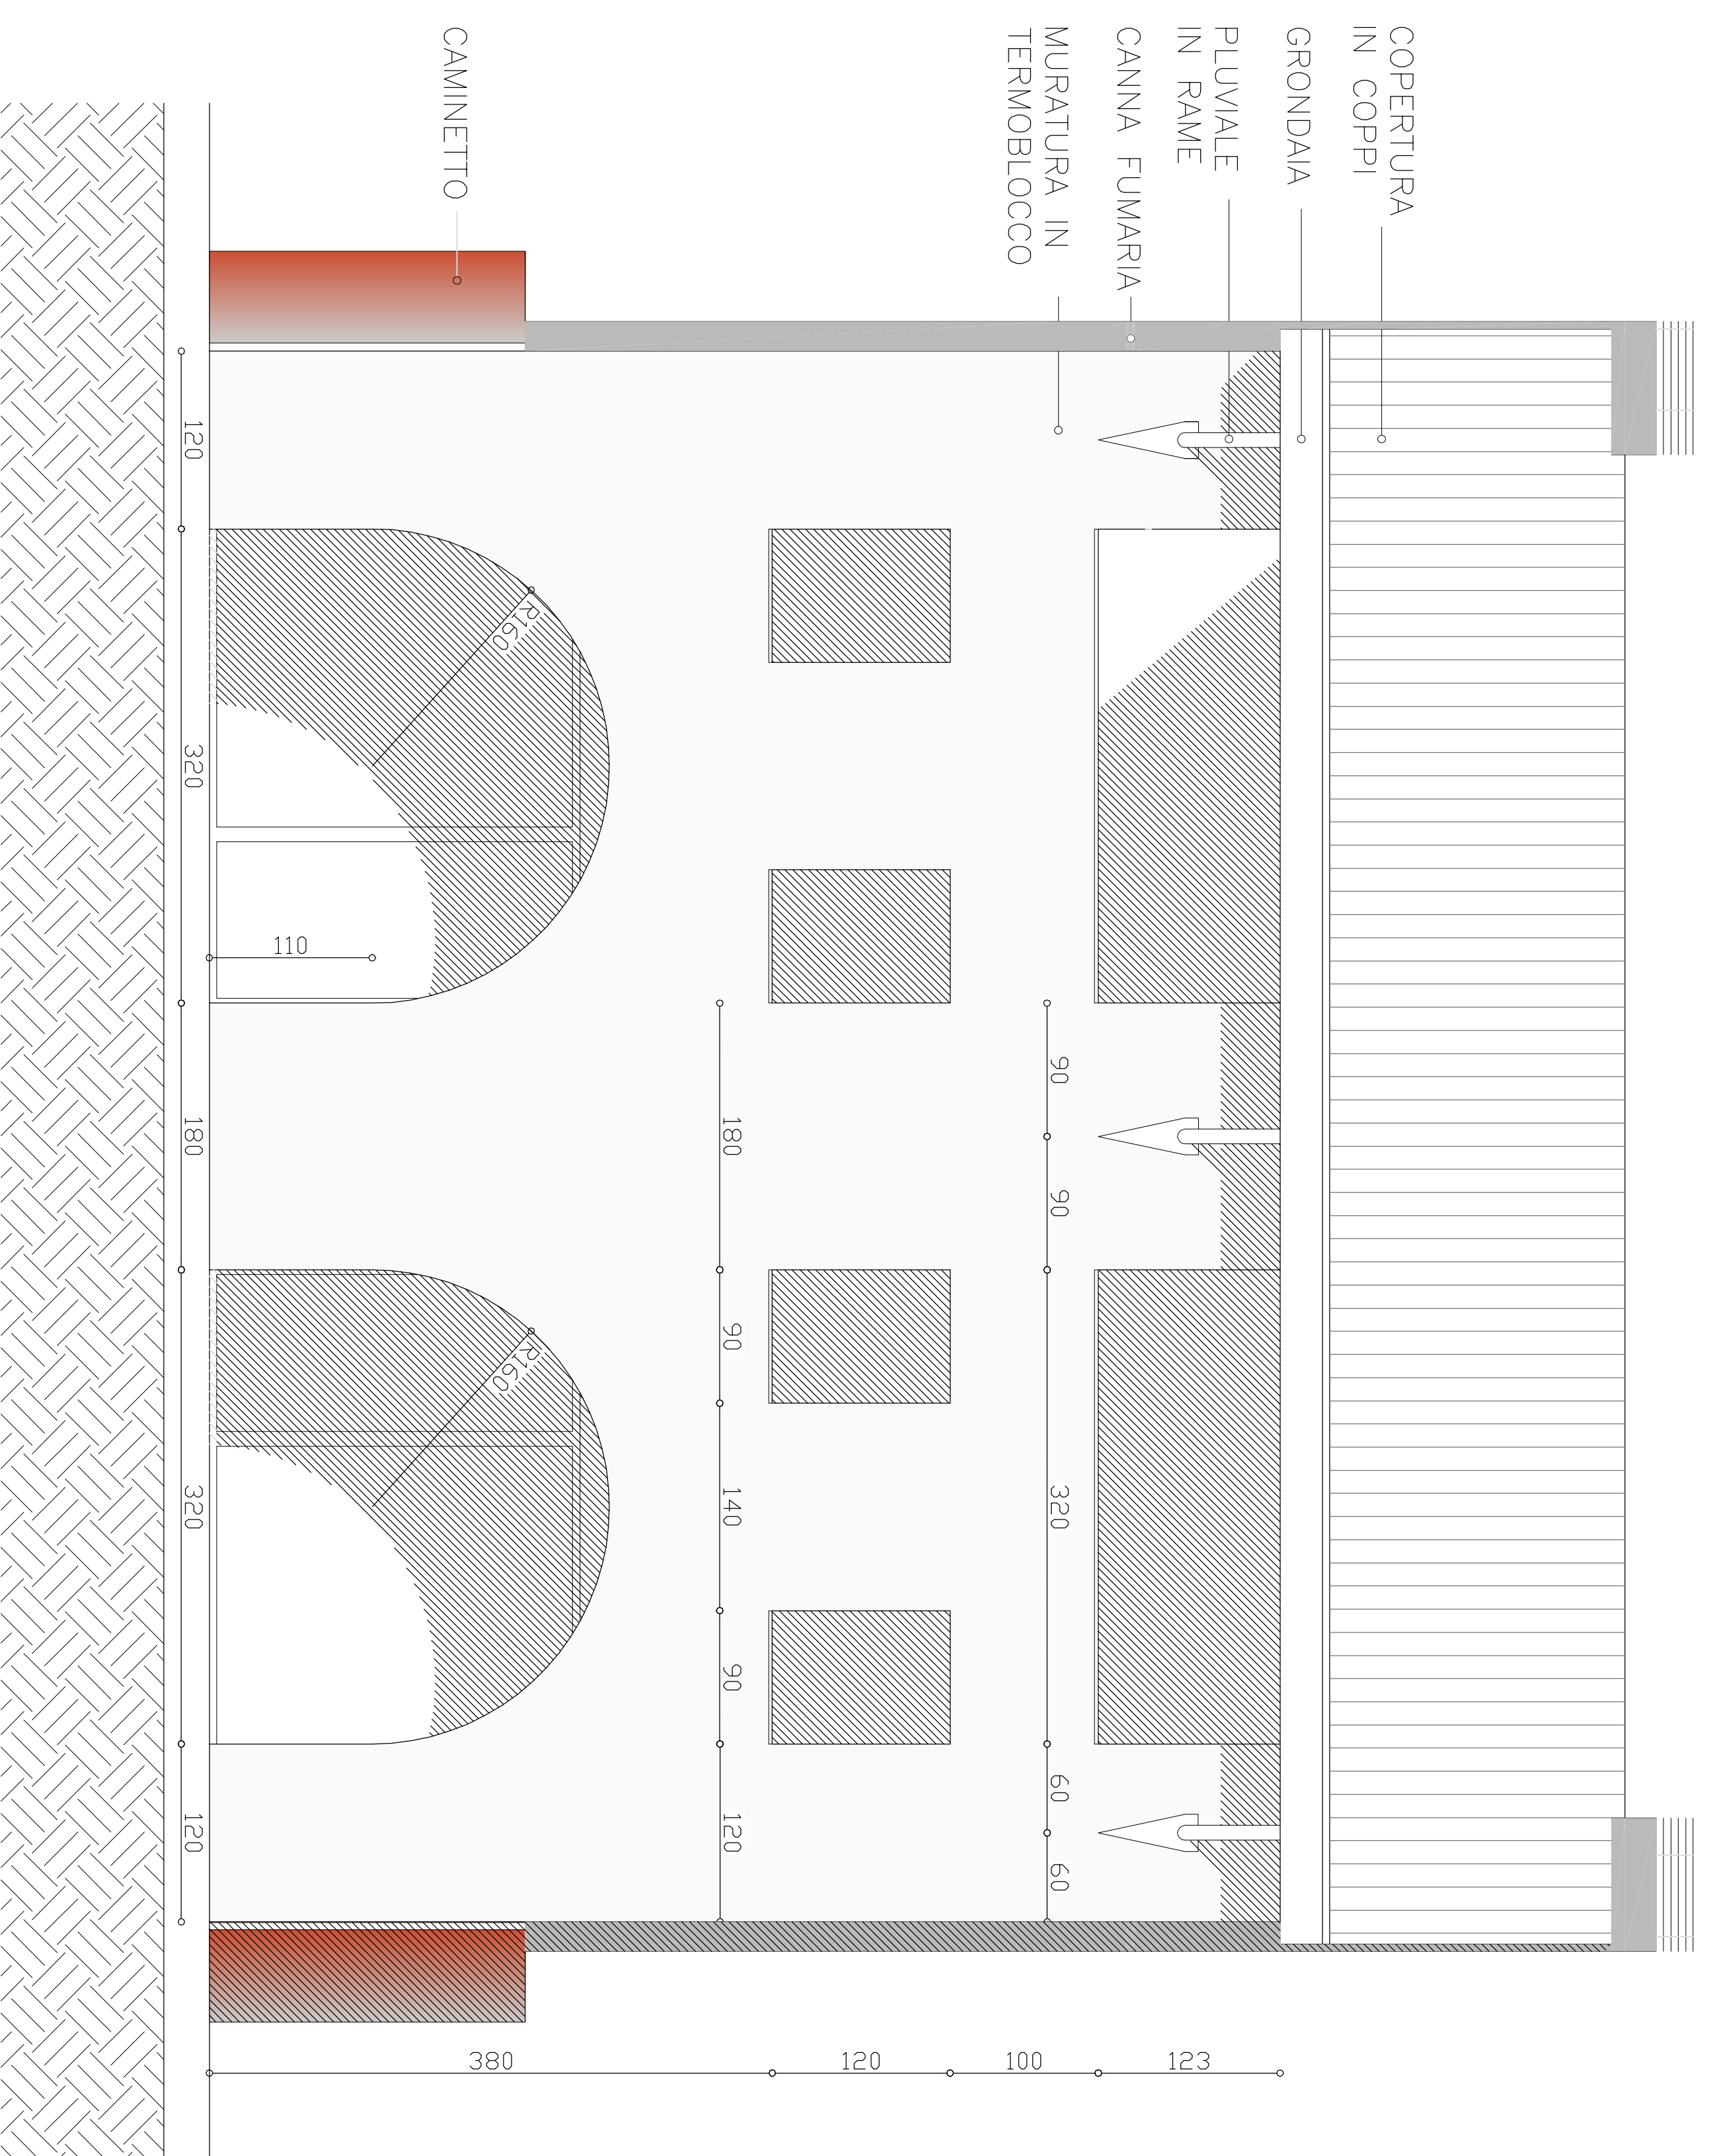 COPERTURA
IN COPPI
GRONDAIA
PLUVIALE
IN RAME
CANNA FUMARIA
MURATURA IN
TERMOBLOCCO
CAMINETTO
90
90
320
60
60
180
90
140
90
120
R160
R160
110
120
320
180
320
120
380
120
100
123